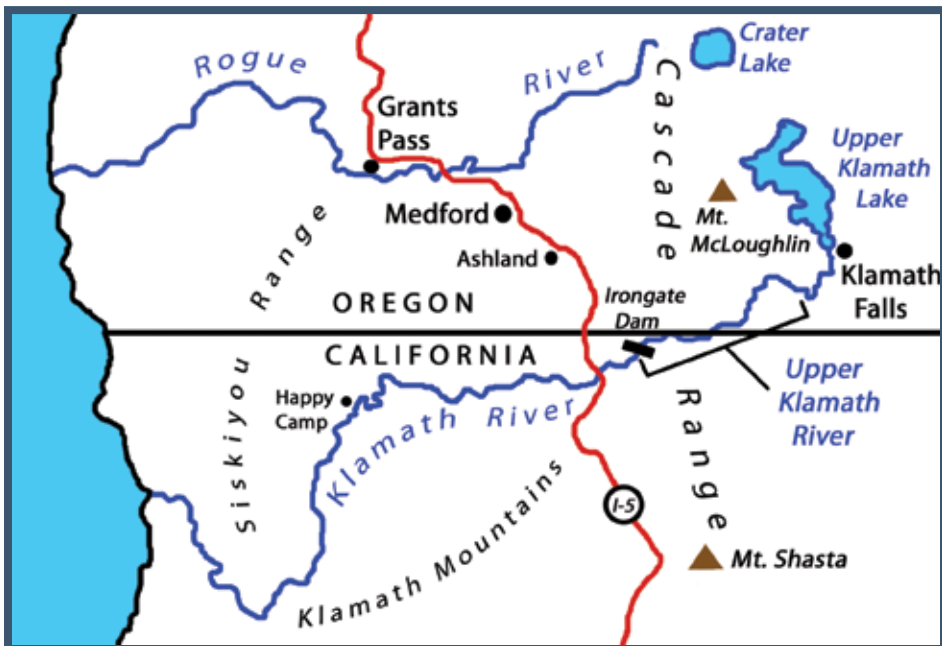 Rogue
River
Crater
Lake
Grants
Pass
Cascade
Upper
Klamath
Lake
Medford
Mt.
McLoughlin
Range
Ashland
Klamath
Falls
Irongate
Dam
OREGON
CALIFORNIA
Siskiyou
Happy
Camp
Klamath River
Range
Upper
Klamath
River
Klamath Mountains
I-5
Mt. Shasta